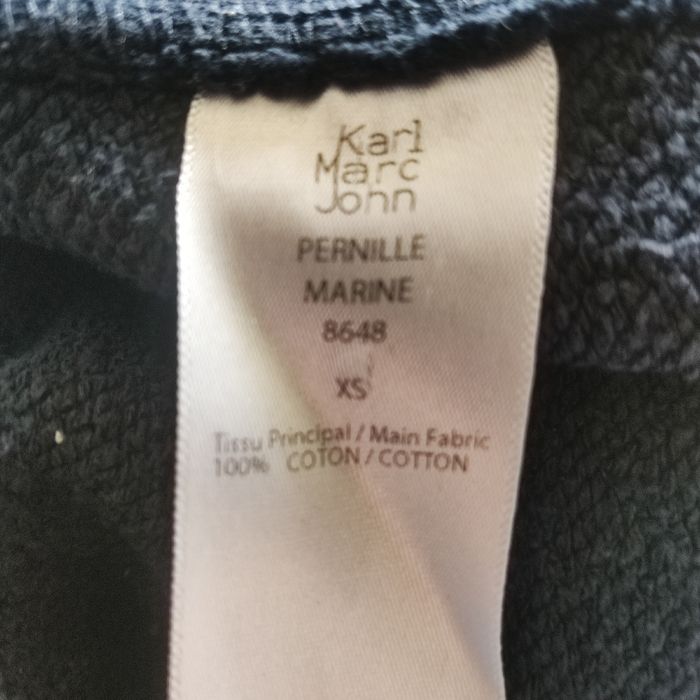 Karl
Marc
John
PERNILLE
MARINE
8648
XS
Tissu Principal / Main Fabric
100% COTON / COTTON